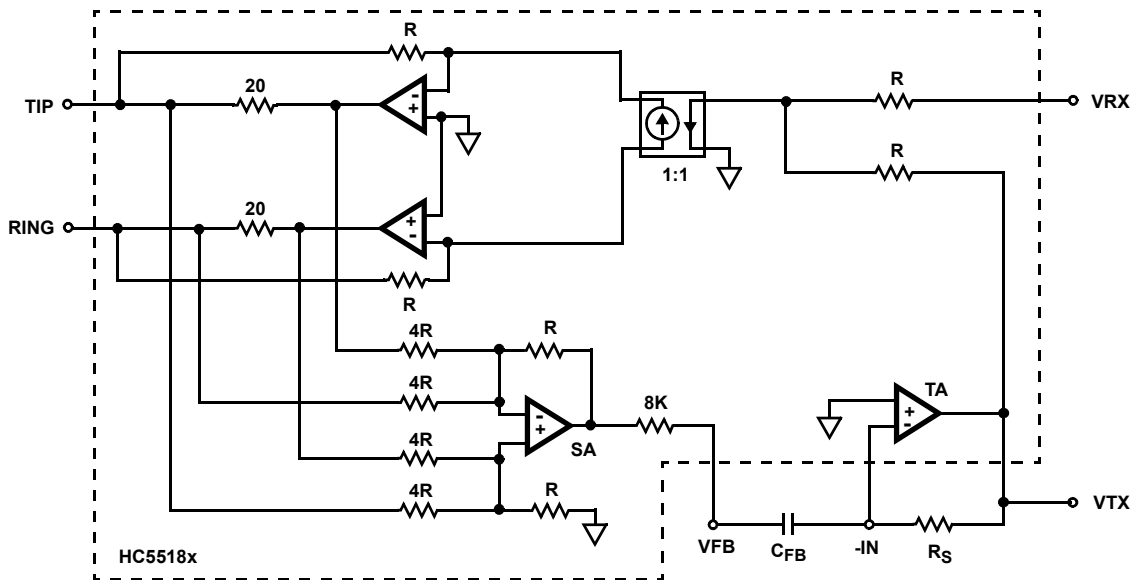 R
20
TIP
-
+
R
VRX
R
1:1
20
RING
+
-
R
4R
R
4R
8K
TA
+
-
-
+
SA
4R
4R
R
VTX
VFB
CFB
-IN
RS
HC5518x